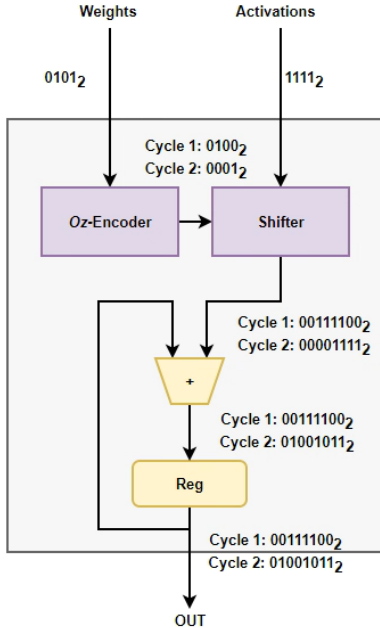 Weights
Activations
0101₂
1111₂
Cycle 1: 0100₂
Cycle 2: 0001₂
Oz-Encoder
Shifter
Cycle 1: 00111100₂
Cycle 2: 00001111₂
+
Cycle 1: 00111100₂
Cycle 2: 01001011₂
Reg
Cycle 1: 00111100₂
Cycle 2: 01001011₂
OUT